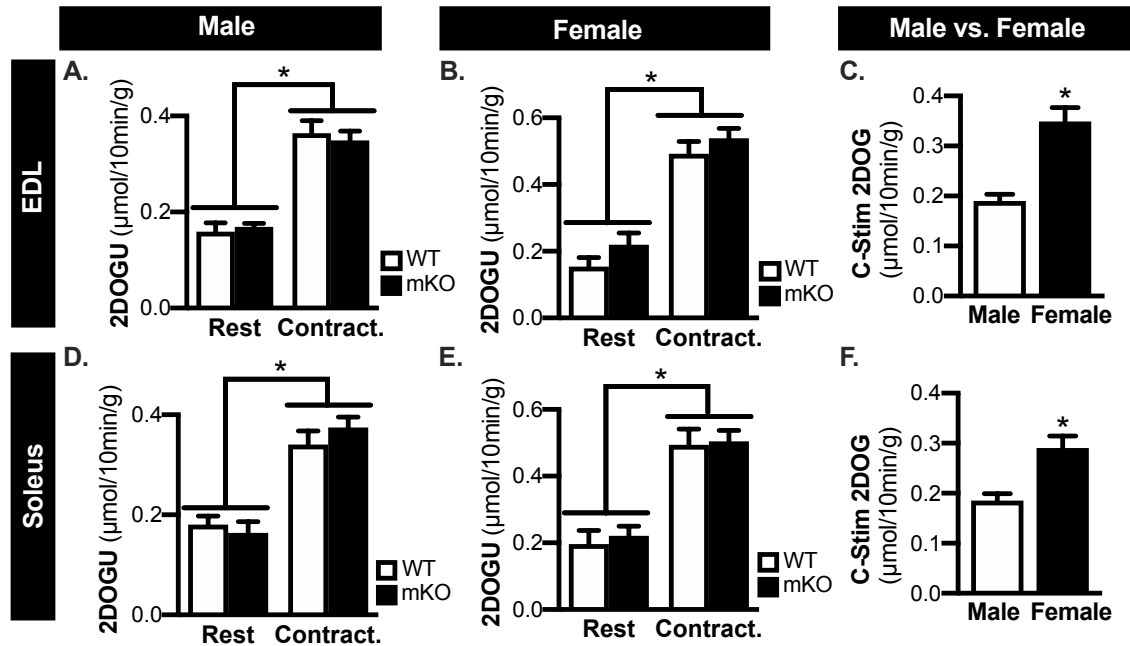 Male
Female
Male vs. Female
EDL
A.
2DOGU (µmol/10min/g)
0.4
0.2
0.0
*
Rest
Contract.
WT
mKO
B.
2DOGU (µmol/10min/g)
0.6
0.4
0.2
0.0
*
Rest
Contract.
WT
mKO
C.
C-Stim 2DOG
(µmol/10min/g)
0.4
0.3
0.2
0.1
0.0
*
Male
Female
Soleus
D.
2DOGU (µmol/10min/g)
0.4
0.2
0.0
*
Rest
Contract.
WT
mKO
E.
2DOGU (µmol/10min/g)
0.6
0.4
0.2
0.0
*
Rest
Contract.
WT
mKO
F.
C-Stim 2DOG
(µmol/10min/g)
0.4
0.3
0.2
0.1
0.0
*
Male
Female